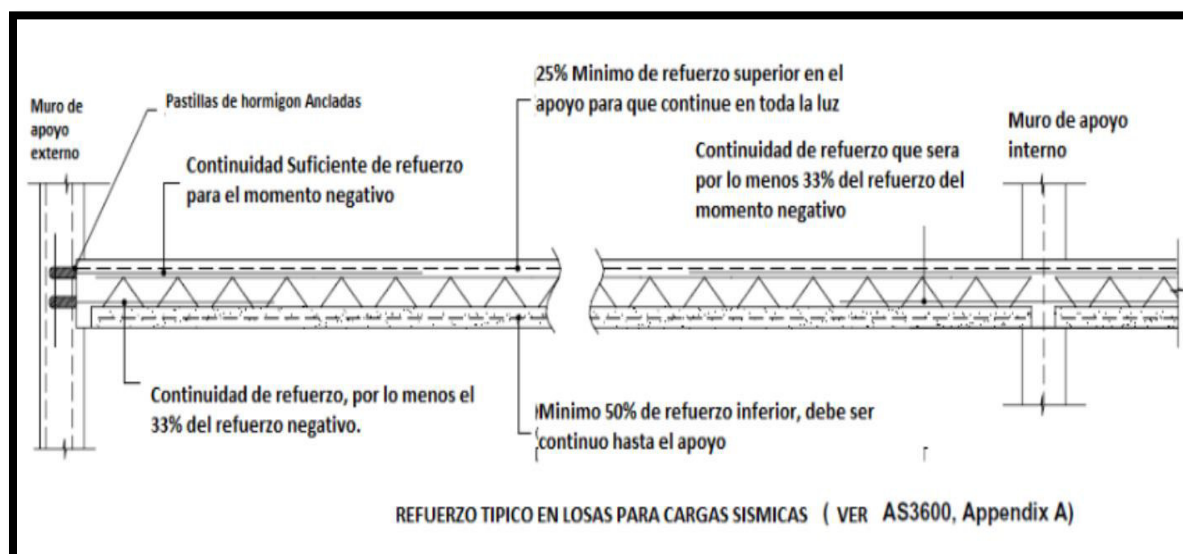 25% Minimo de refuerzo superior en el
apoyo para que continue en toda la luz
Muro de
apoyo
externo
Pastillas de hormigon Ancladas
Muro de apoyo
interno
Continuidad Suficiente de refuerzo
para el momento negativo
Continuidad de refuerzo que sera
por lo menos 33% del refuerzo del
momento negativo
Continuidad de refuerzo, por lo menos el
33% del refuerzo negativo.
Minimo 50% de refuerzo inferior, debe ser
continuo hasta el apoyo
REFUERZO TIPICO EN LOSAS PARA CARGAS SISMICAS ( VER AS3600, Appendix A)